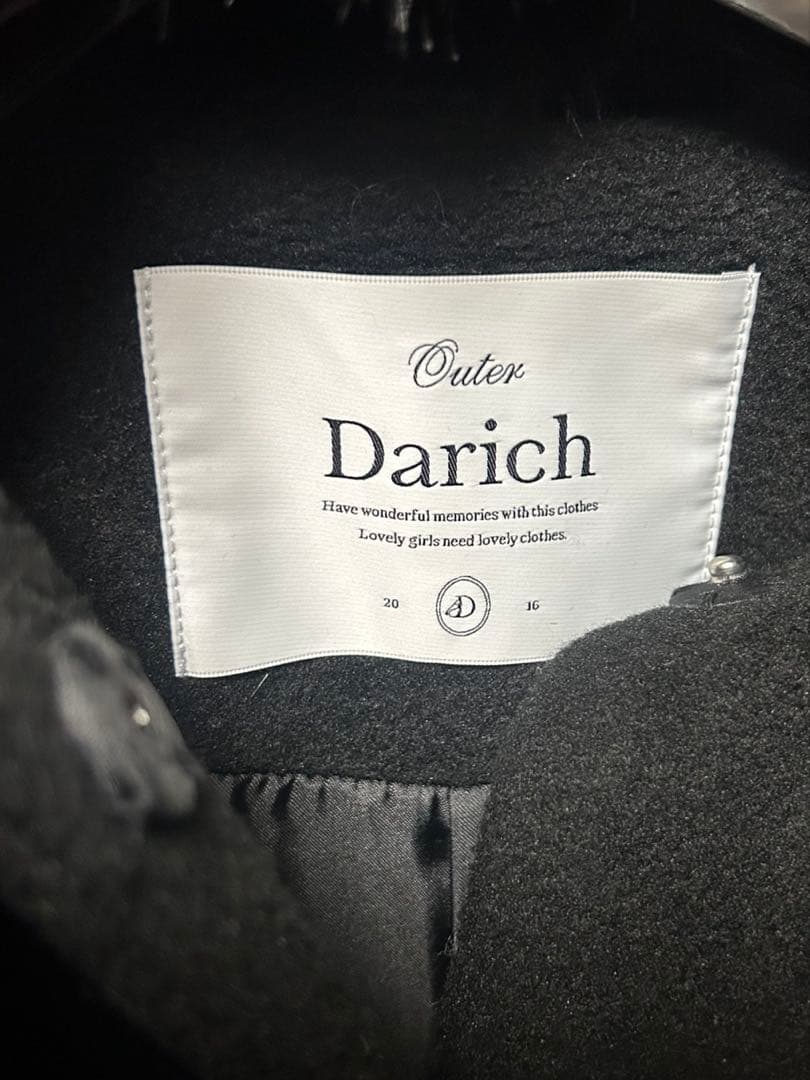 Outer
Darich
Have wonderful memories with this clothes
Lovely girls need lovely clothes.
20 D 16